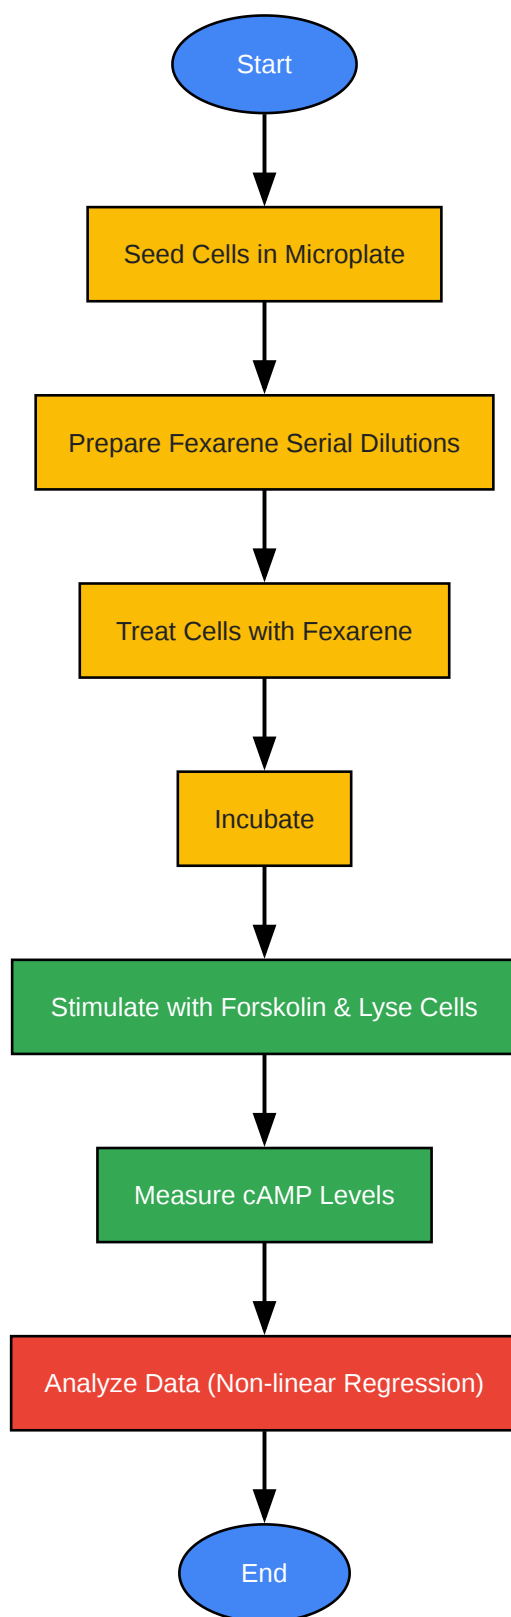 Start
Seed Cells in Microplate
Prepare Fexarene Serial Dilutions
Treat Cells with Fexarene
Incubate
Stimulate with Forskolin & Lyse Cells
Measure cAMP Levels
Analyze Data (Non-linear Regression)
End